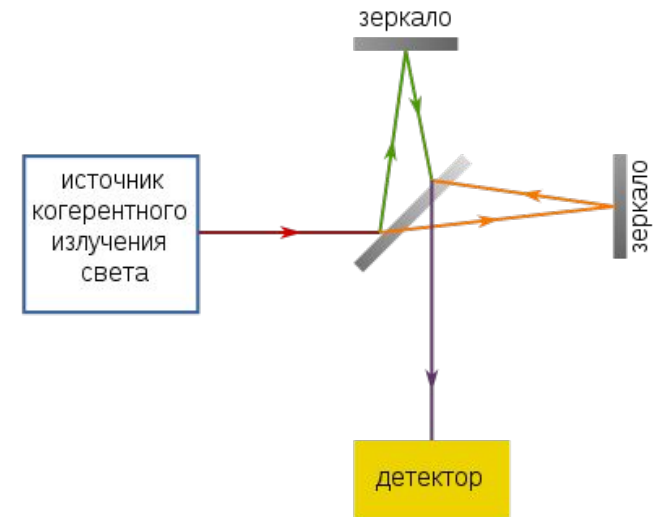 зеркало
источник
когерентного
излучения
света
зеркало
детектор